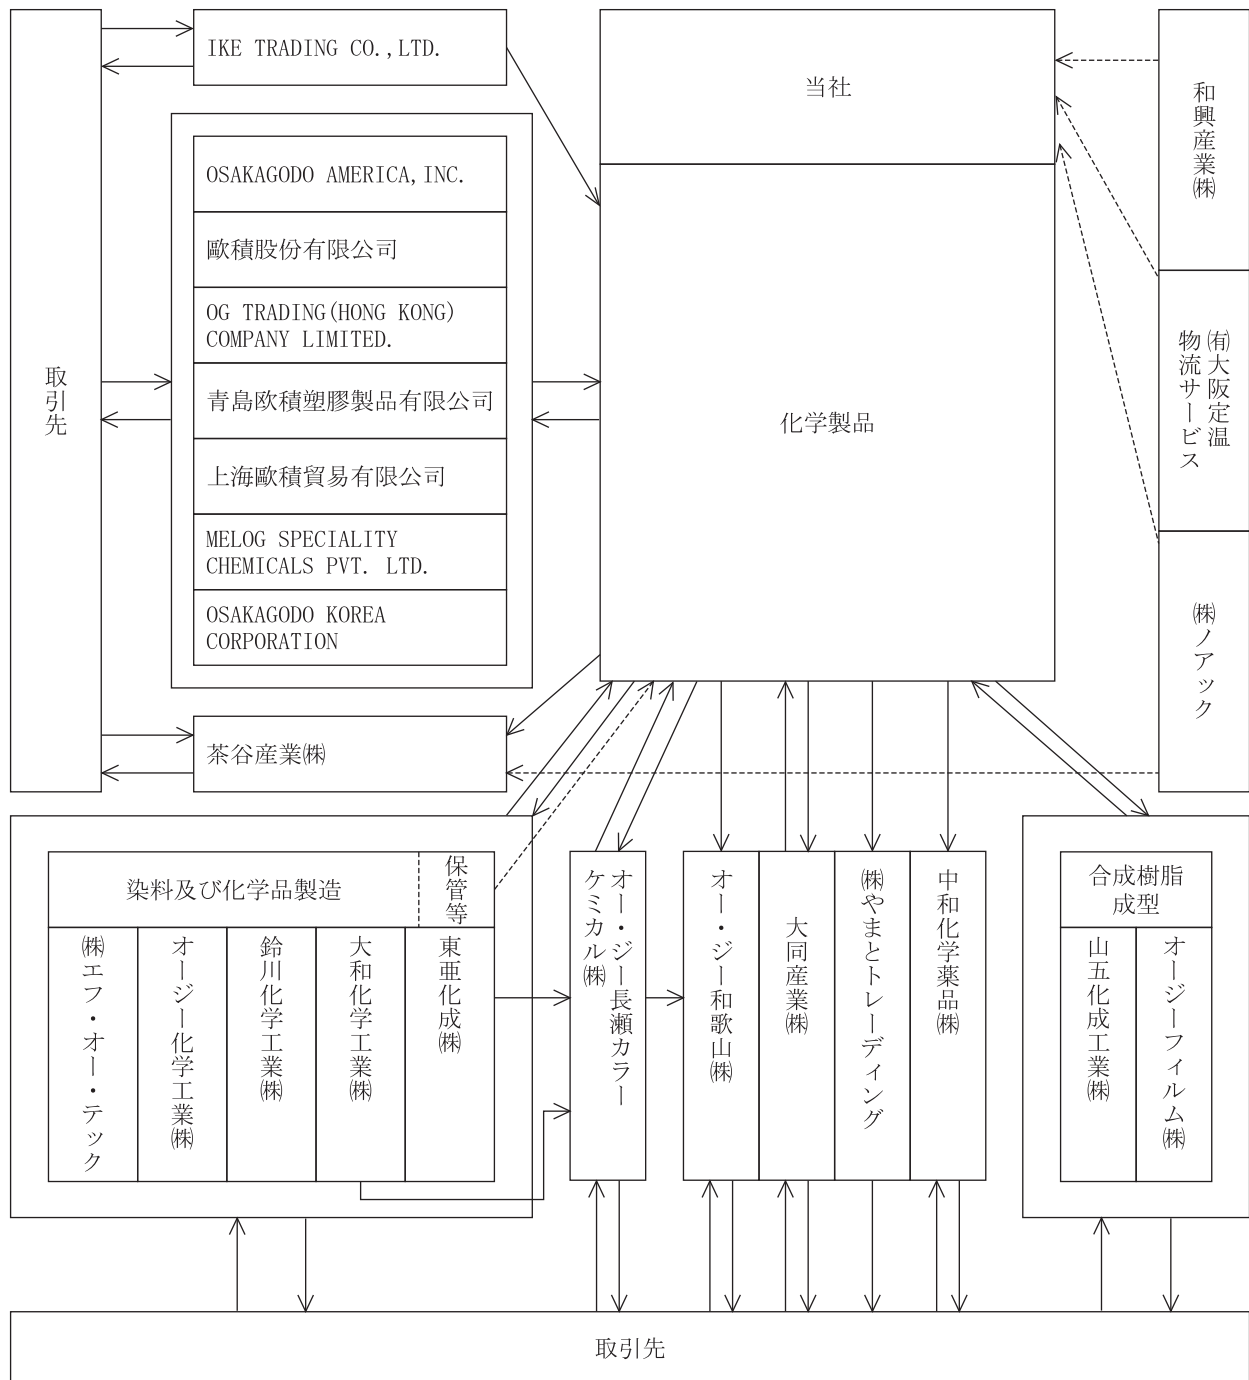 取引先
IKE TRADING CO.,LTD.
OSAKAGODO AMERICA,INC.
歐積股份有限公司
OG TRADING(HONG KONG)
COMPANY LIMITED.
青島欧積塑膠製品有限公司
上海歐積貿易有限公司
MELOG SPECIALITY
CHEMICALS PVT. LTD.
OSAKAGODO KOREA
CORPORATION
茶谷産業㈱
当社
化学製品
和興産業㈱
㈲大阪定温
物流サービス
㈱ノアック
染料及び化学品製造
保管等
㈱エフ・オー・テック
オージー化学工業㈱
鈴川化学工業㈱
大和化学工業㈱
東亜化成㈱
オー・ジー長瀬カラー
ケミカル㈱
オー・ジー和歌山㈱
大同産業㈱
㈱やまとトレーディング
中和化学薬品㈱
合成樹脂
成型
山五化成工業㈱
オージーフィルム㈱
取引先